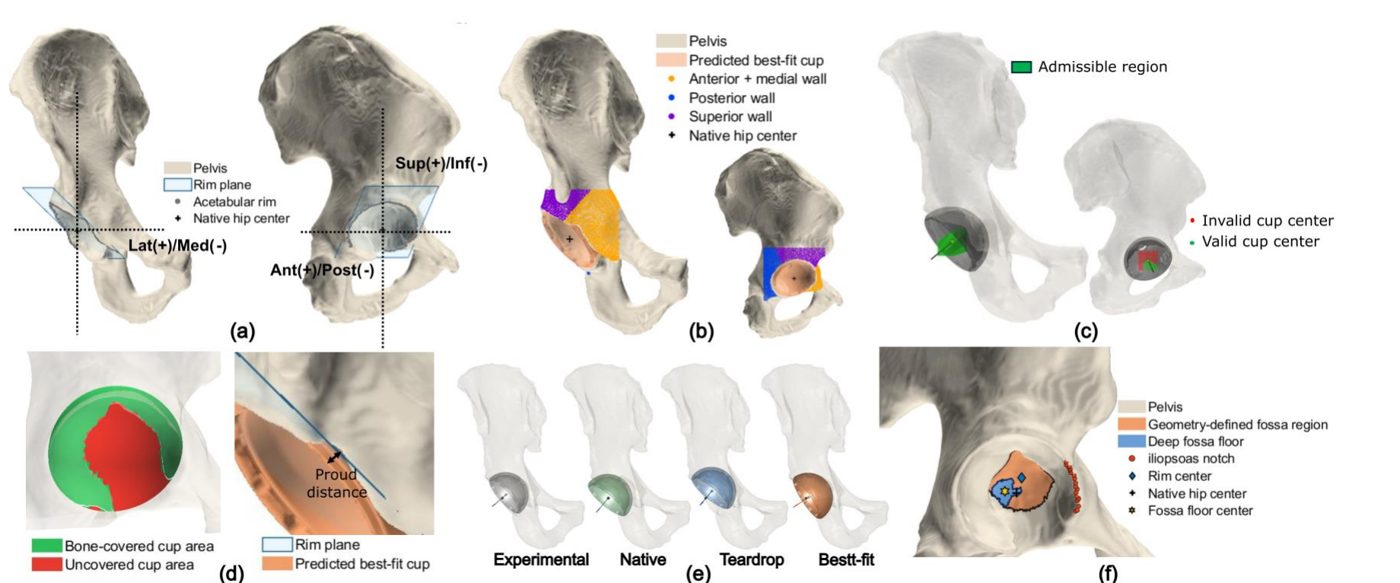 Sup(+)/Inf(-)
Pelvis
Rim plane
Acetabular rim
Native hip center
Lat(+)/Med(-)
Ant(+)/Post(-)
(a)
Pelvis
Predicted best-fit cup
Anterior + medial wall
Posterior wall
Superior wall
Native hip center
(b)
Admissible region
Invalid cup center
Valid cup center
(c)
Bone-covered cup area
Uncovered cup area
Proud
distance
Rim plane
Predicted best-fit cup
(d)
Experimental
Native
Teardrop
Bestt-fit
(e)
Pelvis
Geometry-defined fossa region
Deep fossa floor
iliopsoas notch
Rim center
Native hip center
Fossa floor center
(f)